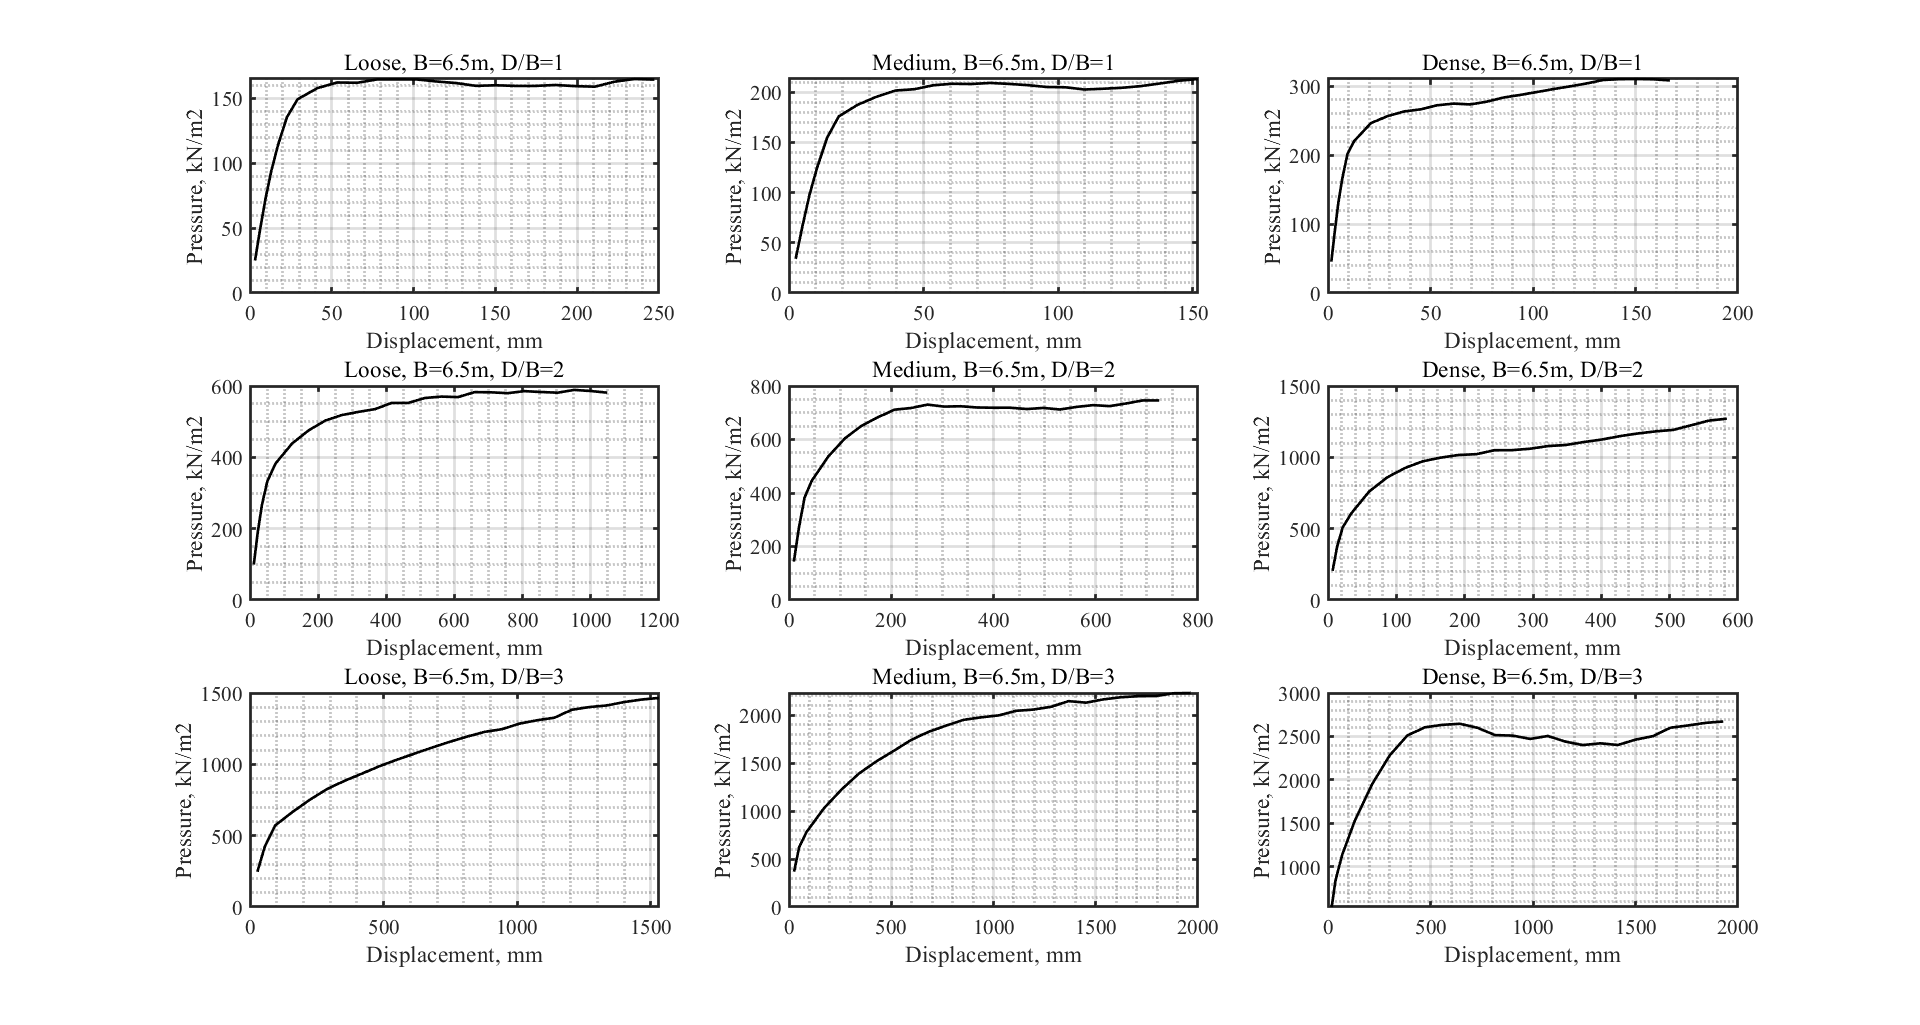 Loose, B=6.5m, D/B=1
Pressure, kN/m2
150
100
50
0
0 50 100 150 200 250
Displacement, mm
Medium, B=6.5m, D/B=1
Pressure, kN/m2
200
150
100
50
0
0 50 100 150
Displacement, mm
Dense, B=6.5m, D/B=1
Pressure, kN/m2
300
200
100
0
0 50 100 150 200
Displacement, mm
Loose, B=6.5m, D/B=2
Pressure, kN/m2
600
400
200
0
0 200 400 600 800 1000 1200
Displacement, mm
Medium, B=6.5m, D/B=2
Pressure, kN/m2
800
600
400
200
0
0 200 400 600 800
Displacement, mm
Dense, B=6.5m, D/B=2
Pressure, kN/m2
1500
1000
500
0
0 100 200 300 400 500 600
Displacement, mm
Loose, B=6.5m, D/B=3
Pressure, kN/m2
1500
1000
500
0
0 500 1000 1500
Displacement, mm
Medium, B=6.5m, D/B=3
Pressure, kN/m2
2000
1500
1000
500
0
0 500 1000 1500 2000
Displacement, mm
Dense, B=6.5m, D/B=3
Pressure, kN/m2
3000
2500
2000
1500
1000
0 500 1000 1500 2000
Displacement, mm